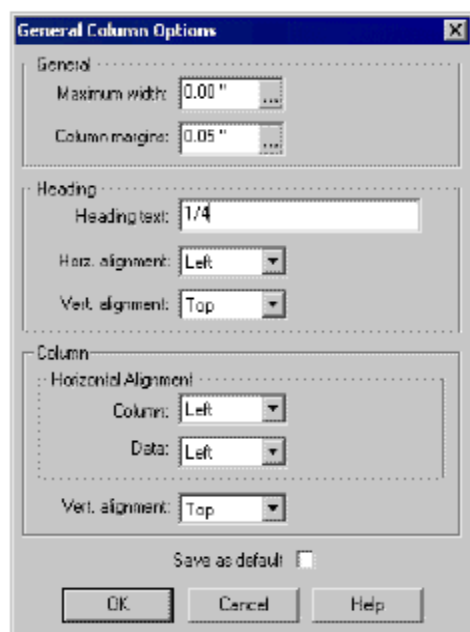 General Column Options
General
Maximum width: 0.00 " ...
Column margins: 0.05 " ...
Heading
Heading text: 1/4
Horz. alignment: Left
Vert. alignment: Top
Column
Horizontal Alignment
Column: Left
Data: Left
Vert. alignment: Top
Save as default
OK Cancel Help